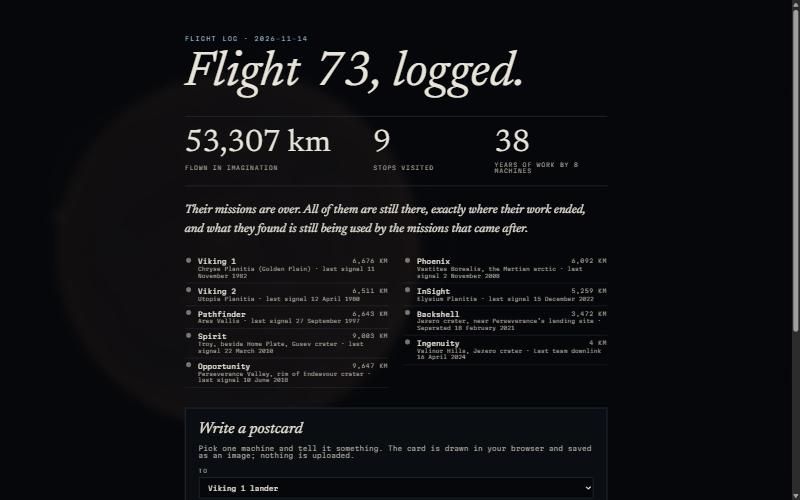 FLIGHT LOG · 2026-11-14
Flight 73, logged.
53,307 km
FLOWN IN IMAGINATION
9
STOPS VISITED
38
YEARS OF WORK BY 8
MACHINES
Their missions are over. All of them are still there, exactly where their work ended,
and what they found is still being used by the missions that came after.
Viking 1 6,676 KM
Chryse Planitia (Golden Plain) · last signal 11
November 1982
Viking 2 6,511 KM
Utopia Planitia · last signal 12 April 1980
Pathfinder 6,643 KM
Ares Vallis · last signal 27 September 1997
Spirit 9,003 KM
Troy, beside Home Plate, Gusev crater · last
signal 22 March 2010
Opportunity 9,647 KM
Perseverance Valley, rim of Endeavour crater ·
last signal 10 June 2018
Phoenix 6,092 KM
Vastitas Borealis, the Martian arctic · last
signal 2 November 2008
InSight 5,259 KM
Elysium Planitia · last signal 15 December 2022
Backshell 3,472 KM
Jezero crater, near Perseverance's landing site ·
Separated 18 February 2021
Ingenuity 4 KM
Valinor Hills, Jezero crater · Last team downlink
16 April 2024
Write a postcard
Pick one machine and tell it something. The card is drawn in your browser and saved
as an image; nothing is uploaded.
TO
Viking 1 lander